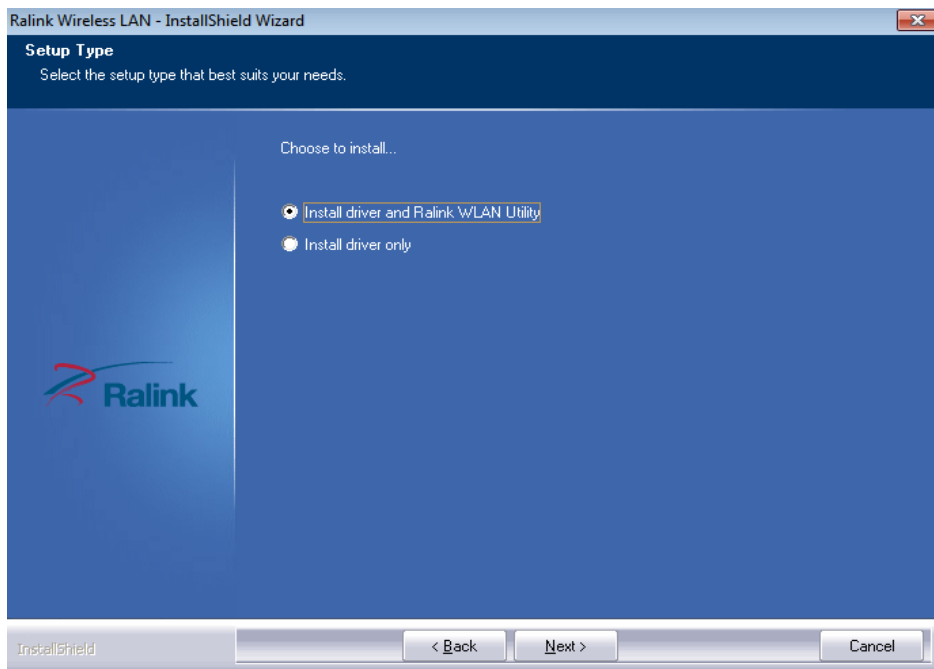 Ralink Wireless LAN - InstallShield Wizard
Setup Type
Select the setup type that best suits your needs.
Choose to install...
Install driver and Ralink WLAN Utility
Install driver only
Ralink
InstallShield
< Back
Next >
Cancel